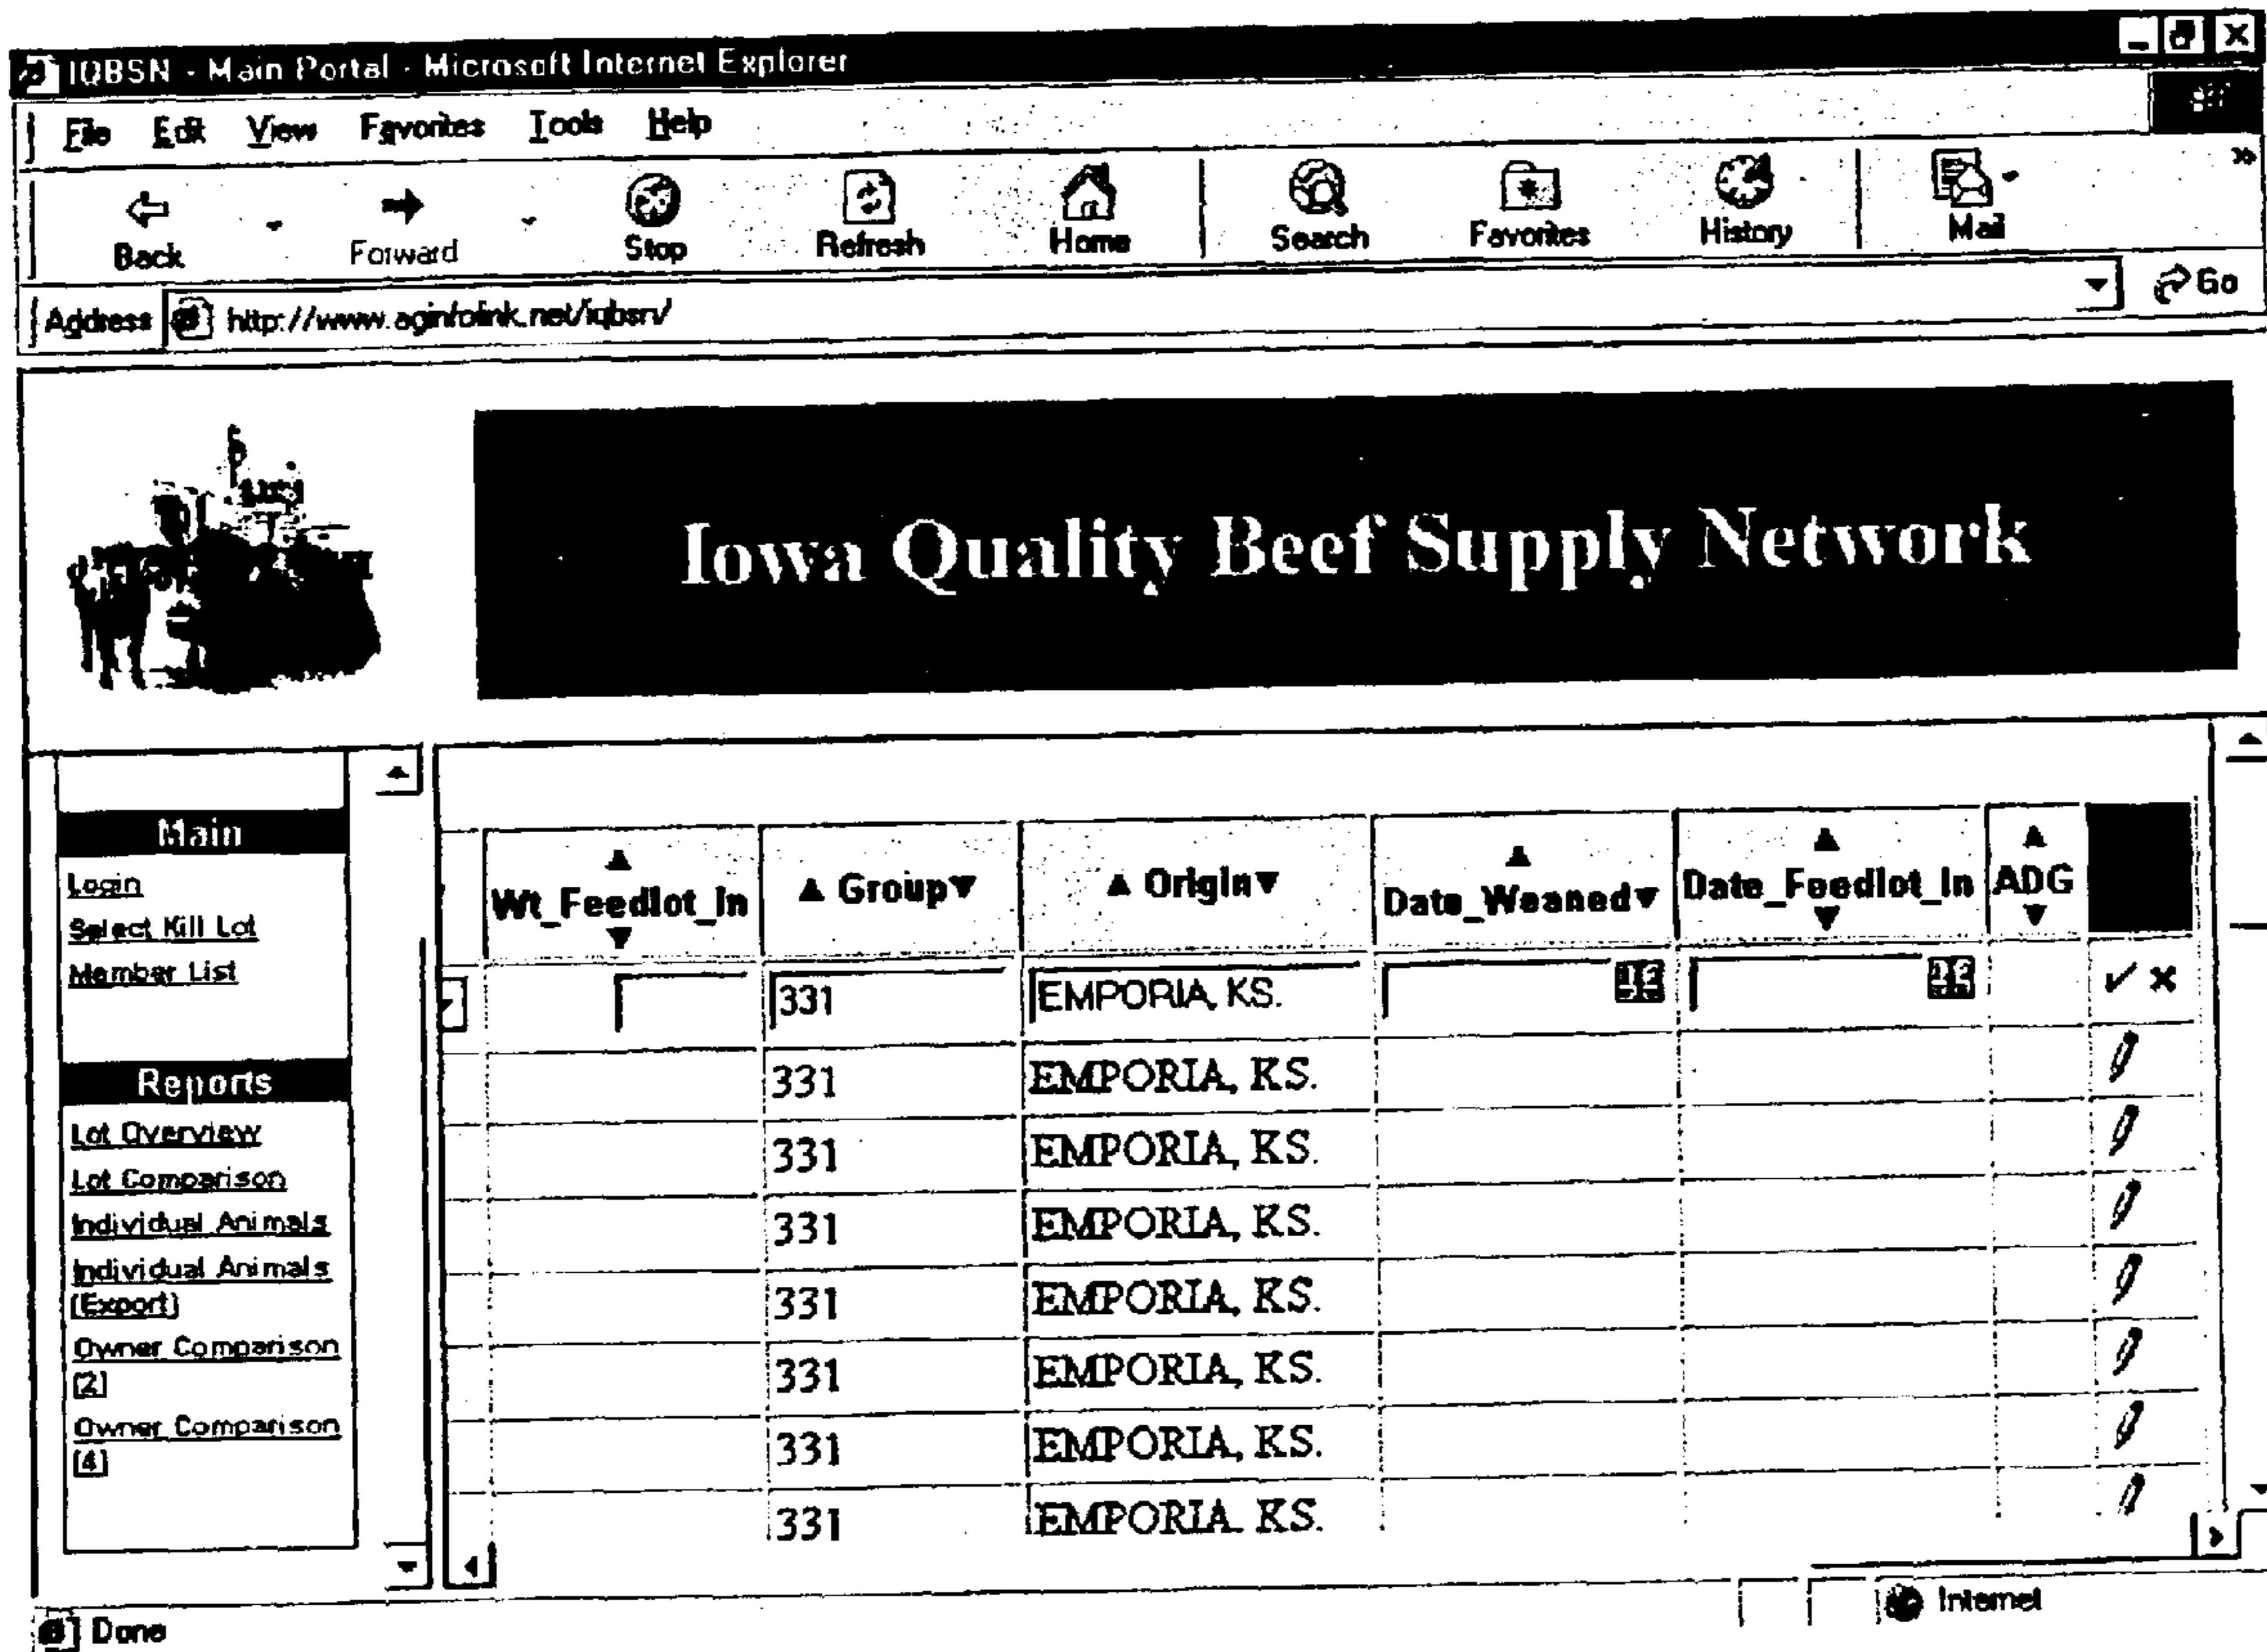 IQBSN - Main Portal - Microsoft Internet Explorer
File Edit View Favorites Tools Help
Back Forward Stop Refresh Home Search Favorites History Mail
Address http://www.aginfolink.net/iqbsn/ Go
Iowa Quality Beef Supply Network
Main
Login
Select Kill Lot
Member List
Reports
Lot Overview
Lot Comparison
Individual Animals
Individual Animals
(Export)
Owner Comparison
(2)
Owner Comparison
(4)
Wt_Feedlot_In Group Origin Date_Weaned Date_Feedlot_In ADG
331 EMPORIA, KS.
331 EMPORIA, KS.
331 EMPORIA, KS.
331 EMPORIA, KS.
331 EMPORIA, KS.
331 EMPORIA, KS.
331 EMPORIA, KS.
331 EMPORIA. KS.
Done Internet